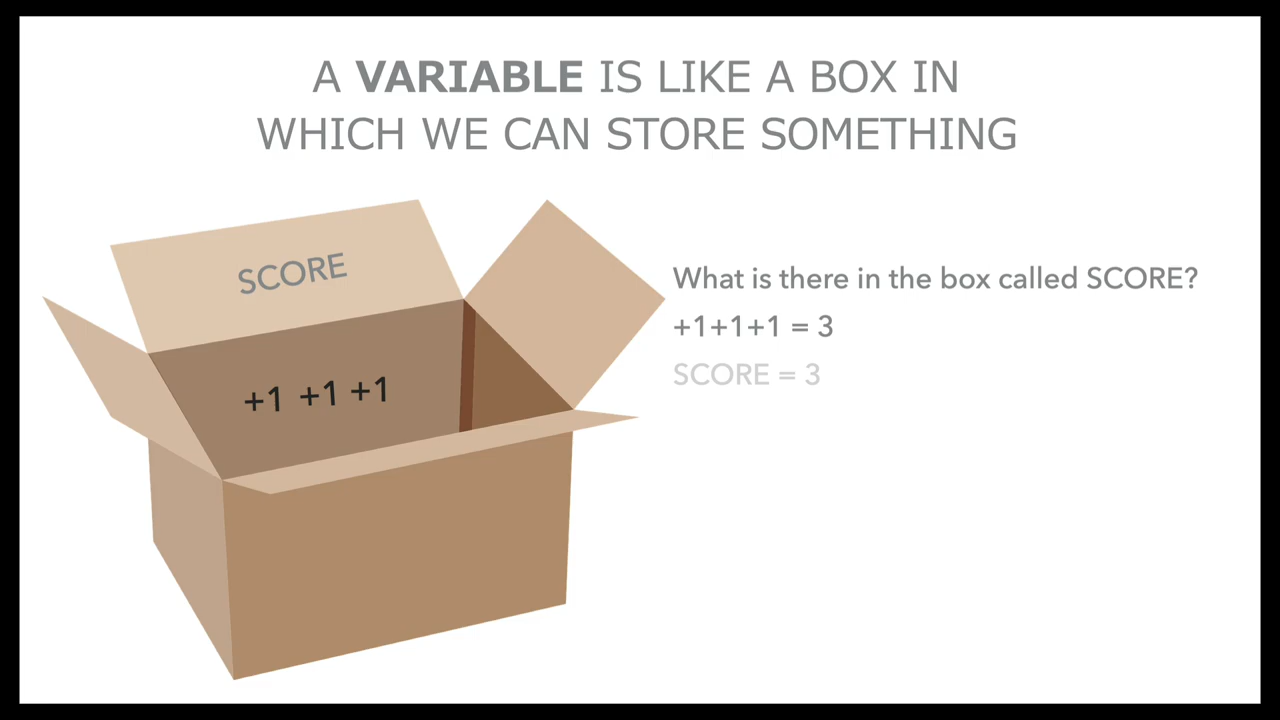 A VARIABLE IS LIKE A BOX IN
WHICH WE CAN STORE SOMETHING
SCORE
+1 +1 +1
What is there in the box called SCORE?
+1+1+1 = 3
SCORE = 3